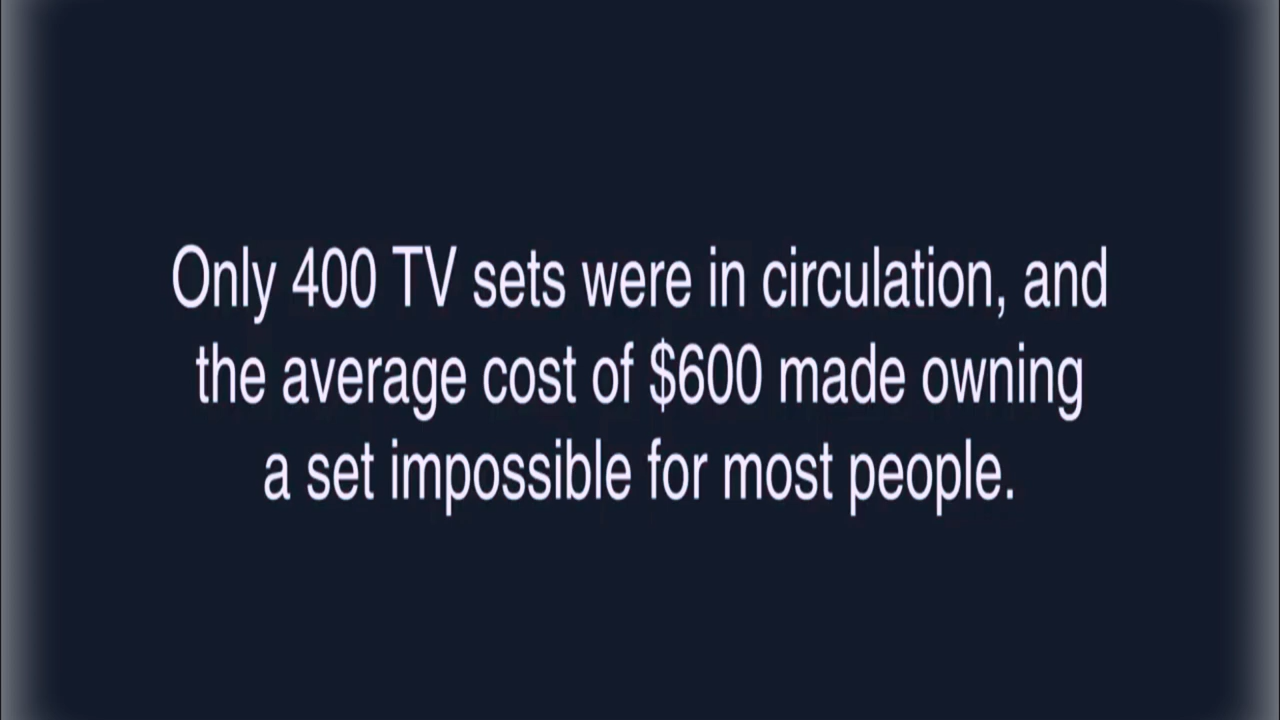 Only 400 TV sets were in circulation, and
the average cost of $600 made owning
a set impossible for most people.